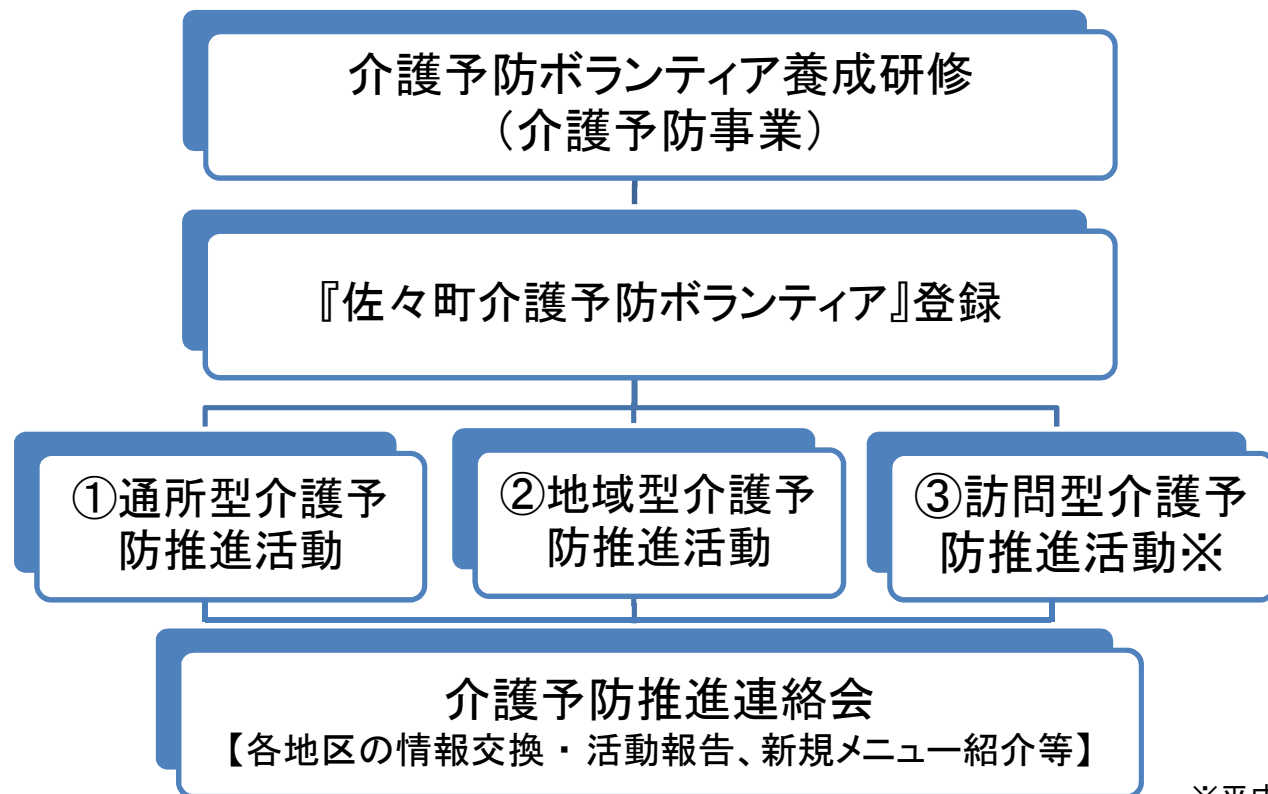 介護予防ボランティア養成研修
（介護予防事業）
『佐々町介護予防ボランティア』登録
①通所型介護予
防推進活動
②地域型介護予
防推進活動
③訪問型介護予
防推進活動※
介護予防推進連絡会
【各地区の情報交換・活動報告、新規メニュー紹介等】
※平成